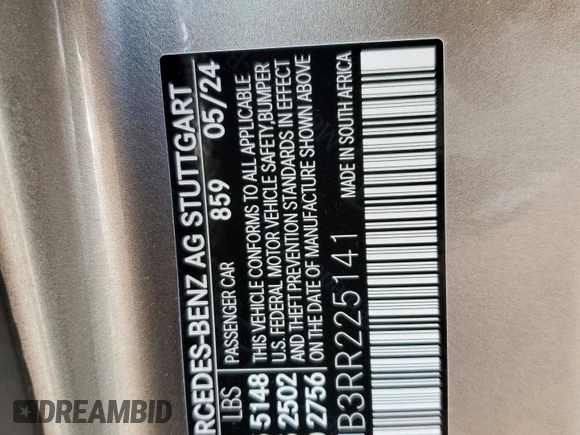 RCEDES-BENZ AG STUTTGART
859 05/24
LBS PASSENGER CAR
5148 THIS VEHICLE CONFORMS TO ALL APPLICABLE
2502 U.S. FEDERAL MOTOR VEHICLE SAFETY, BUMPER
2756 AND THEFT PREVENTION STANDARDS IN EFFECT
ON THE DATE OF MANUFACTURE SHOWN ABOVE
B3RR225141 MADE IN SOUTH AFRICA
DREAMBID